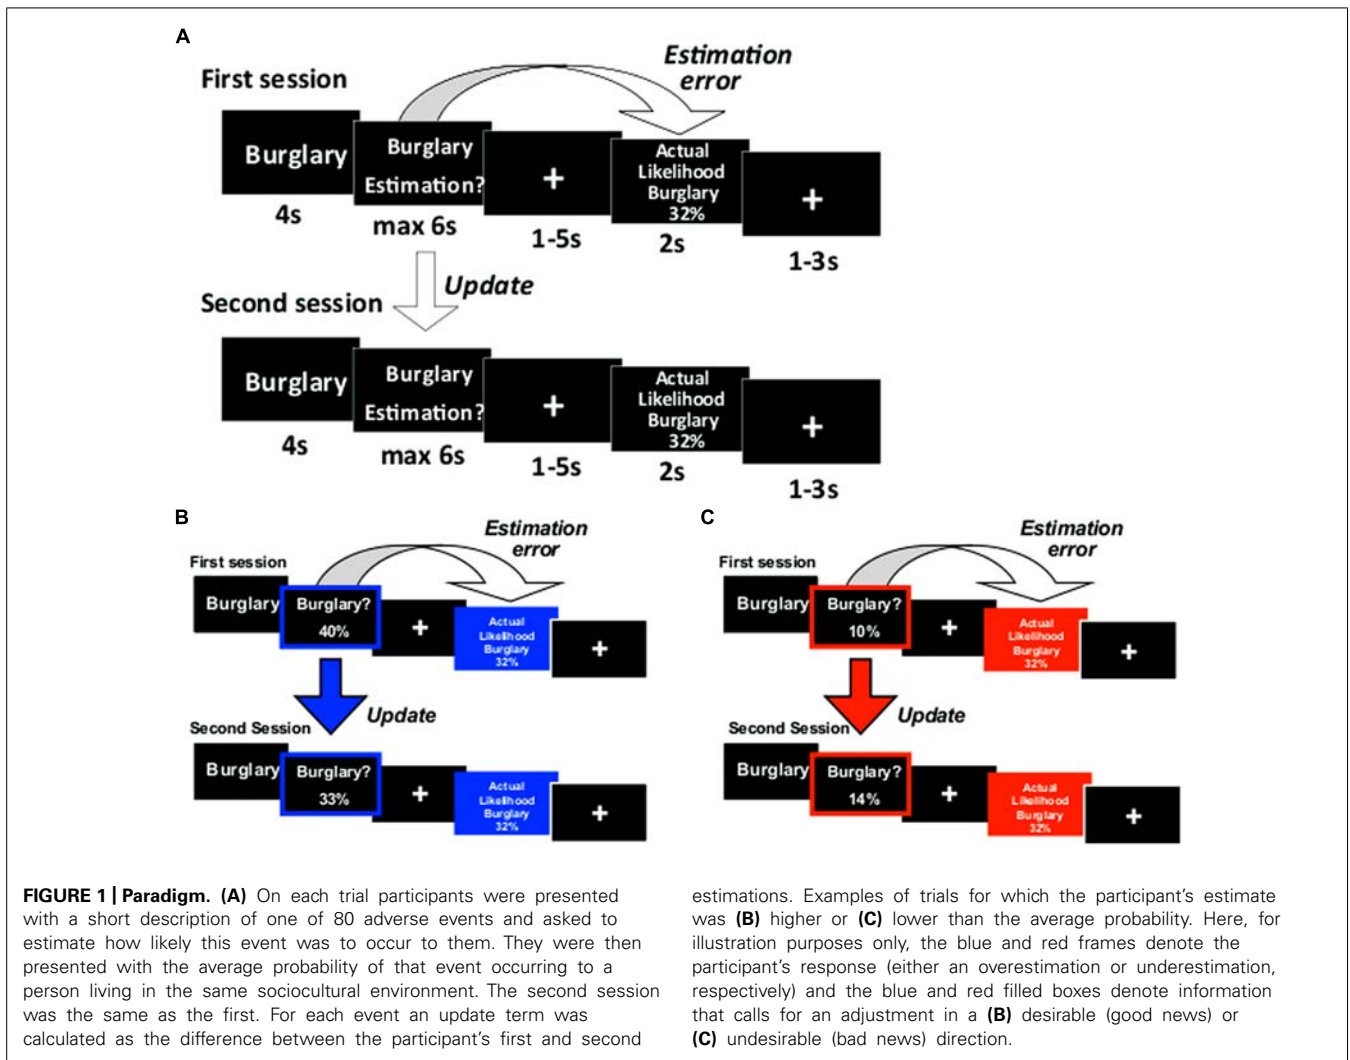 A
First session
Estimation
error
Burglary
Burglary
Estimation?
+
Actual
Likelihood
Burglary
32%
+
4s
max 6s
1-5s
2s
1-3s
Update
Second session
Burglary
Burglary
Estimation?
+
Actual
Likelihood
Burglary
32%
+
4s
max 6s
1-5s
2s
1-3s
B
Estimation
error
First session
Burglary
Burglary?
40%
+
Actual
Likelihood
Burglary
32%
+
Update
Second Session
Burglary
Burglary?
33%
+
Actual
Likelihood
Burglary
32%
+
C
Estimation
error
First session
Burglary
Burglary?
10%
+
Actual
Likelihood
Burglary
32%
+
Update
Second Session
Burglary
Burglary?
14%
+
Actual
Likelihood
Burglary
32%
+
FIGURE 1 | Paradigm. (A) On each trial participants were presented
with a short description of one of 80 adverse events and asked to
estimate how likely this event was to occur to them. They were then
presented with the average probability of that event occurring to a
person living in the same sociocultural environment. The second session
was the same as the first. For each event an update term was
calculated as the difference between the participant's first and second
estimations. Examples of trials for which the participant's estimate
was (B) higher or (C) lower than the average probability. Here, for
illustration purposes only, the blue and red frames denote the
participant's response (either an overestimation or underestimation,
respectively) and the blue and red filled boxes denote information
that calls for an adjustment in a (B) desirable (good news) or
(C) undesirable (bad news) direction.